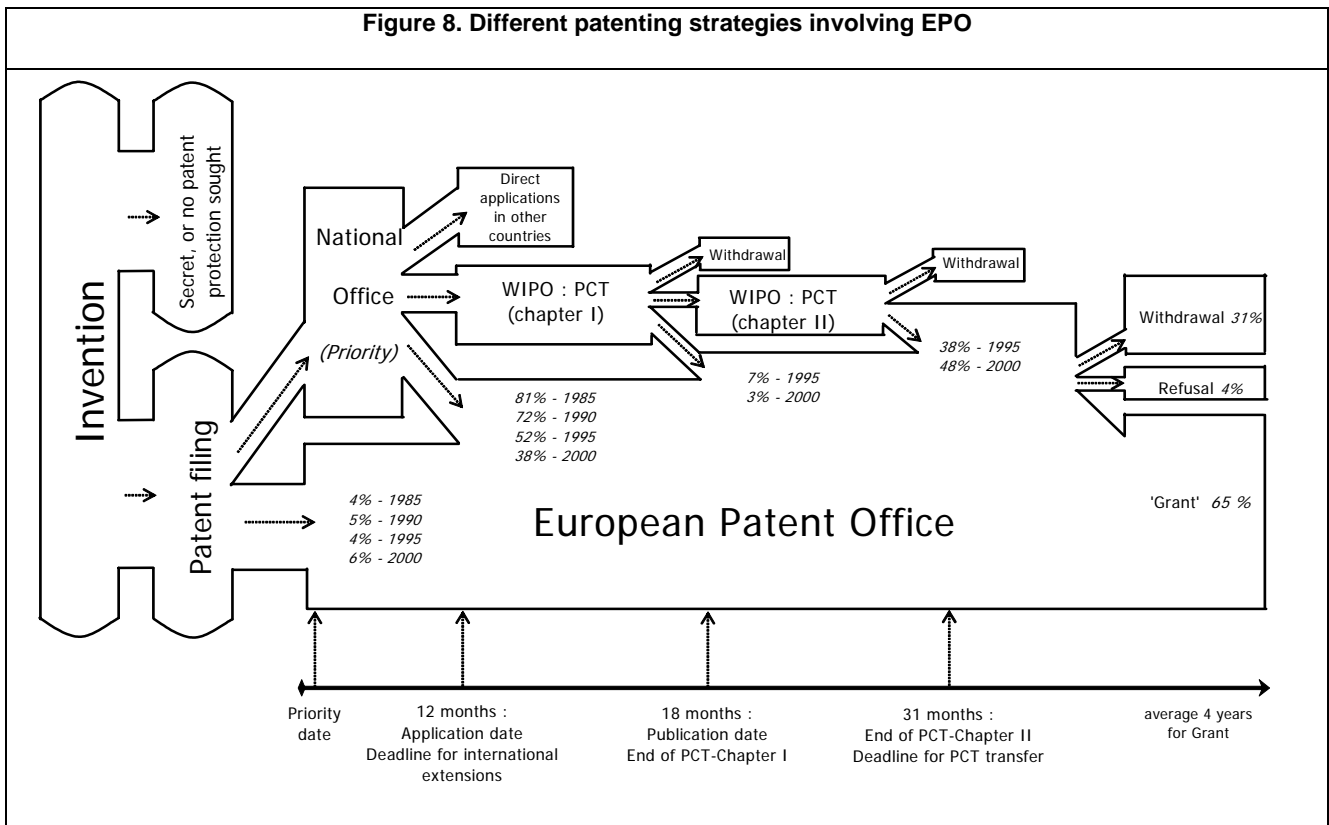 Figure 8. Different patenting strategies involving EPO
Invention
Secret, or no patent
protection sought
Patent filing
National
Office
(Priority)
Direct
applications
in other
countries
WIPO : PCT
(chapter I)
Withdrawal
WIPO : PCT
(chapter II)
Withdrawal
38% - 1995
48% - 2000
7% - 1995
3% - 2000
81% - 1985
72% - 1990
52% - 1995
38% - 2000
4% - 1985
5% - 1990
4% - 1995
6% - 2000
European Patent Office
Withdrawal 31%
Refusal 4%
'Grant' 65 %
Priority
date
12 months :
Application date
Deadline for international
extensions
18 months :
Publication date
End of PCT-Chapter I
31 months :
End of PCT-Chapter II
Deadline for PCT transfer
average 4 years
for Grant